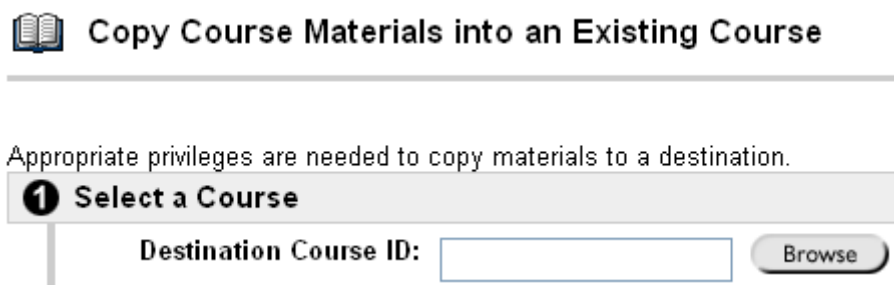 Copy Course Materials into an Existing Course
Appropriate privileges are needed to copy materials to a destination.
1 Select a Course
Destination Course ID: Browse